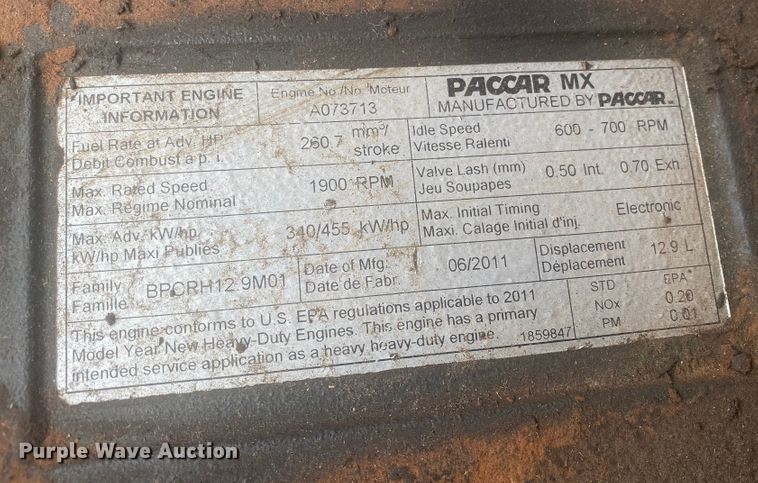 IMPORTANT ENGINE
INFORMATION
Engine No./No. Moteur
A073713
PACCAR MX
MANUFACTURED BY PACCAR
Fuel Rate at Adv. HP
Debit Combust a p. i.
260.7 mm³/
stroke
Idle Speed
Vitesse Ralenti
600 - 700 RPM
Max. Rated Speed
Max. Régime Nominal
1900 RPM
Valve Lash (mm)
Jeu Soupapes
0.50 Int. 0.70 Exh.
Max. Adv. kW/hp
kW/hp Maxi Publies
340/455 kW/hp
Max. Initial Timing
Maxi. Calage Initial d'inj.
Electronic
Family
Famille
BPCRH12.9M01
Date of Mfg.
Date de Fabr.
06/2011
Displacement
Déplacement
12.9 L
This engine conforms to U.S. EPA regulations applicable to 2011
Model Year New Heavy-Duty Engines. This engine has a primary
intended service application as a heavy heavy-duty engine.
1859847
STD EPA
NOx 0.20
PM 0.01
Purple Wave Auction